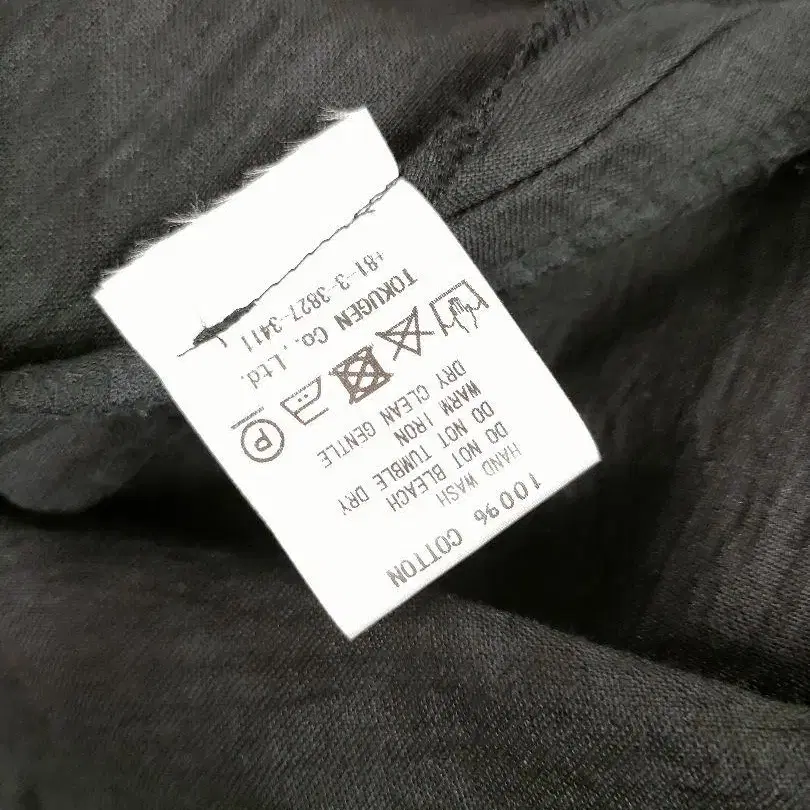 100% COTTON
HAND WASH
DO NOT BLEACH
DO NOT TUMBLE DRY
WARM IRON
DRY CLEAN GENTLE
P
TOKUGEN Co., Ltd.
+81-3-3827-3411